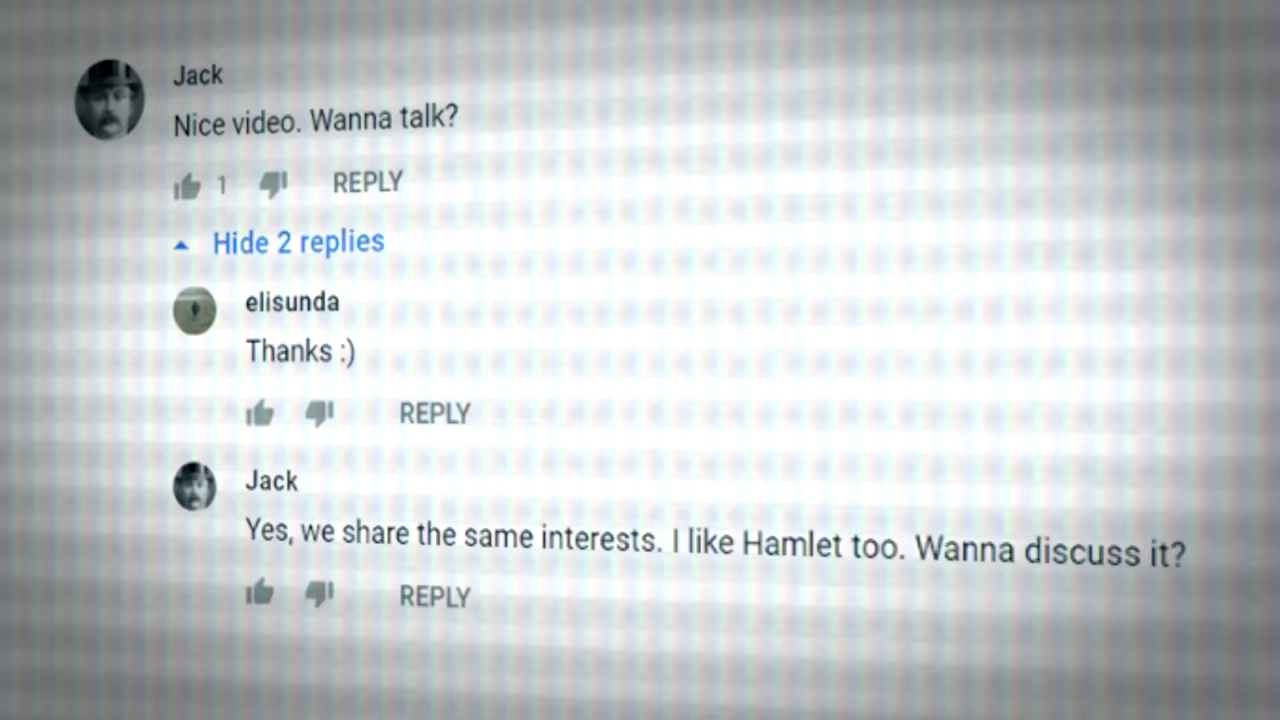 Jack
Nice video. Wanna talk?
1 REPLY
Hide 2 replies
elisunda
Thanks :)
REPLY
Jack
Yes, we share the same interests. I like Hamlet too. Wanna discuss it?
REPLY